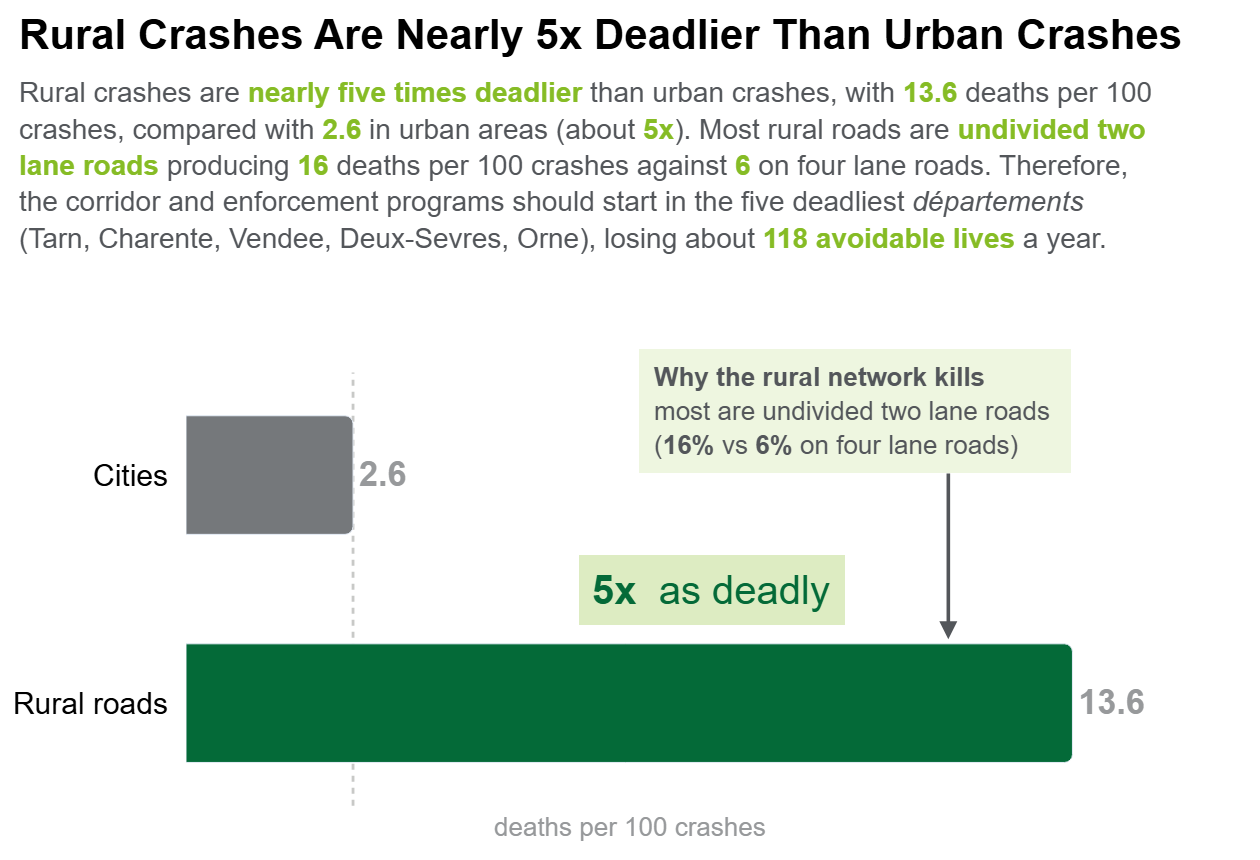 Rural Crashes Are Nearly 5x Deadlier Than Urban Crashes
Rural crashes are nearly five times deadlier than urban crashes, with 13.6 deaths per 100
crashes, compared with 2.6 in urban areas (about 5x). Most rural roads are undivided two
lane roads producing 16 deaths per 100 crashes against 6 on four lane roads. Therefore,
the corridor and enforcement programs should start in the five deadliest départements
(Tarn, Charente, Vendee, Deux-Sevres, Orne), losing about 118 avoidable lives a year.
Why the rural network kills
most are undivided two lane roads
(16% vs 6% on four lane roads)
Cities
2.6
5x as deadly
Rural roads
13.6
deaths per 100 crashes